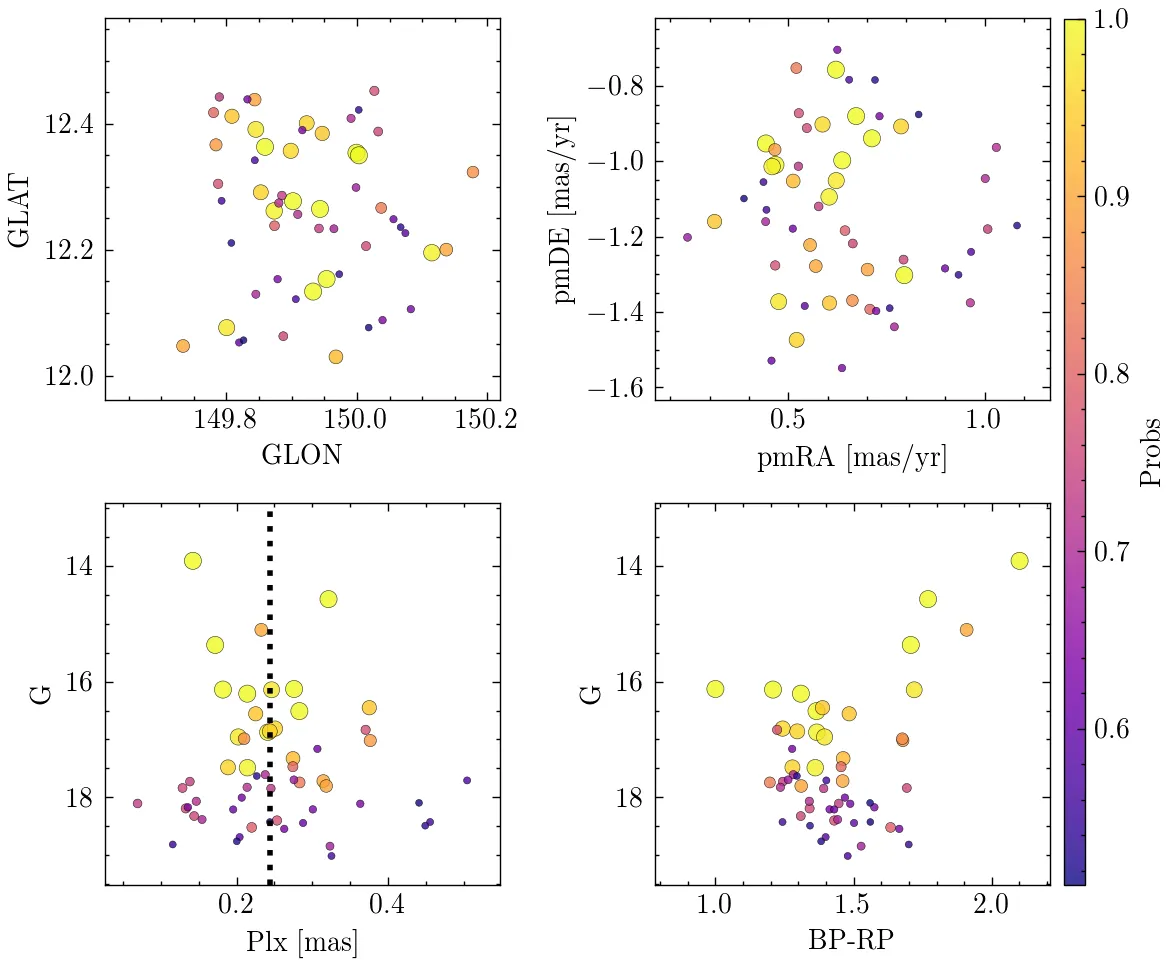 12.4
12.2
12.0
GLAT
149.8 150.0 150.2
GLON
−0.8
−1.0
−1.2
−1.4
−1.6
pmDE [mas/yr]
0.5 1.0
pmRA [mas/yr]
14
16
18
G
0.2 0.4
Plx [mas]
14
16
18
G
1.0 1.5 2.0
BP-RP
1.0
0.9
0.8
0.7
0.6
Probs